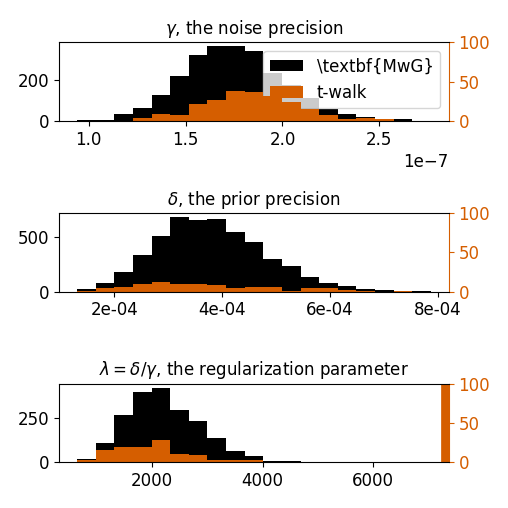 γ, the noise precision
100
200
\textbf{MwG}
50
t-walk
0
0
1.0 1.5 2.0 2.5
1e−7
δ, the prior precision
100
500
50
0
0
2e-04 4e-04 6e-04 8e-04
λ = δ/γ, the regularization parameter
100
250
50
0
0
2000 4000 6000